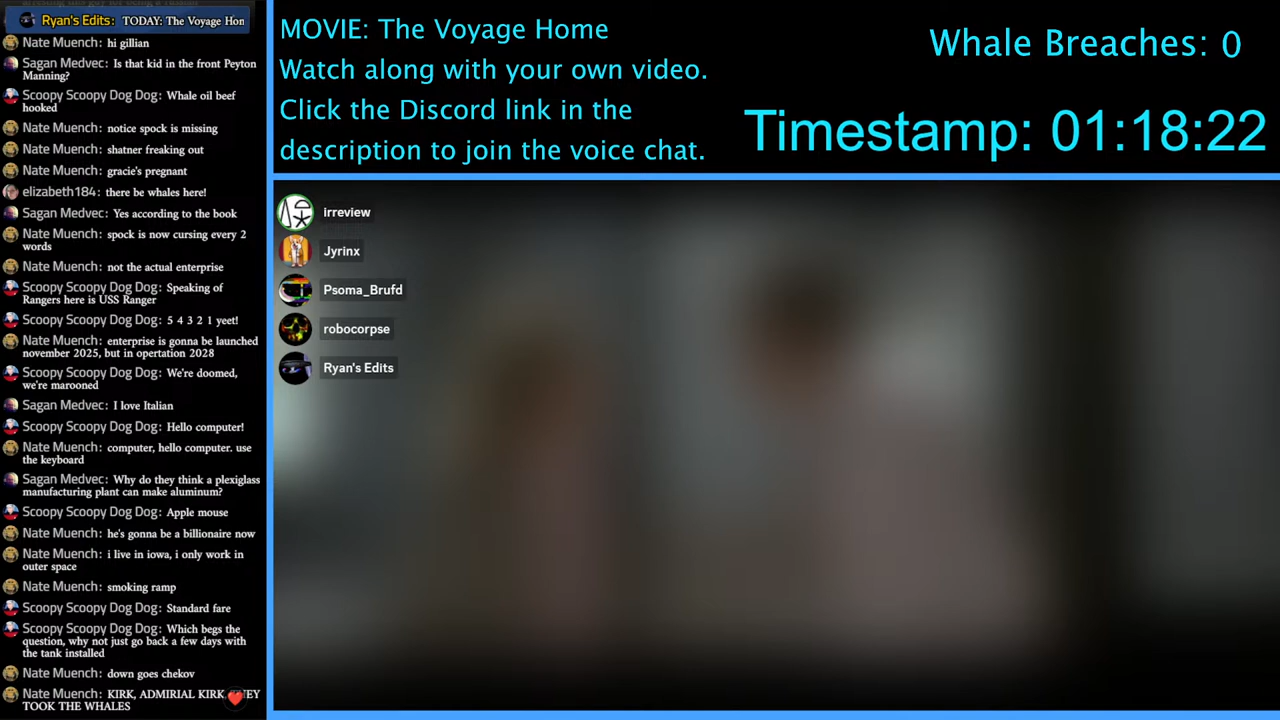 Ryan's Edits: TODAY: The Voyage Hon
Nate Muench: hi gillian
Sagan Medvec: Is that kid in the front Peyton
Manning?
Scoopy Scoopy Dog Dog: Whale oil beef
hooked
Nate Muench: notice spock is missing
Nate Muench: shatner freaking out
Nate Muench: gracie's pregnant
elizabeth184: there be whales here!
Sagan Medvec: Yes according to the book
Nate Muench: spock is now cursing every 2
words
Nate Muench: not the actual enterprise
Scoopy Scoopy Dog Dog: Speaking of
Rangers here is USS Ranger
Scoopy Scoopy Dog Dog: 5 4 3 2 1 yeet!
Nate Muench: enterprise is gonna be launched
november 2025, but in opertation 2028
Scoopy Scoopy Dog Dog: We're doomed,
we're marooned
Sagan Medvec: I love Italian
Scoopy Scoopy Dog Dog: Hello computer!
Nate Muench: computer, hello computer. use
the keyboard
Sagan Medvec: Why do they think a plexiglass
manufacturing plant can make aluminum?
Scoopy Scoopy Dog Dog: Apple mouse
Nate Muench: he's gonna be a billionaire now
Nate Muench: i live in iowa, i only work in
outer space
Nate Muench: smoking ramp
Scoopy Scoopy Dog Dog: Standard fare
Scoopy Scoopy Dog Dog: Which begs the
question, why not just go back a few days with
the tank installed
Nate Muench: down goes chekov
Nate Muench: KIRK, ADMIRIAL KIRK
TOOK THE WHALES
MOVIE: The Voyage Home
Watch along with your own video.
Click the Discord link in the
description to join the voice chat.
Whale Breaches: 0
Timestamp: 01:18:22
irreview
Jyrinx
Psoma_Brufd
robocorpse
Ryan's Edits